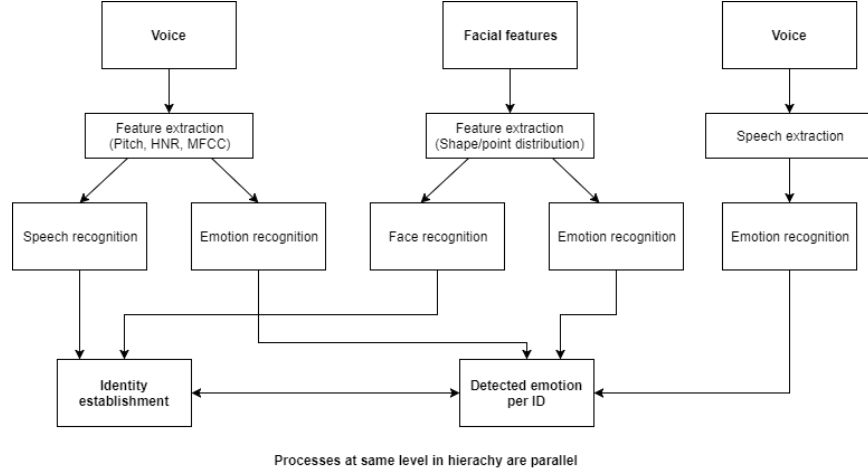 Voice
Facial features
Voice
Feature extraction
(Pitch, HNR, MFCC)
Feature extraction
(Shape/point distribution)
Speech extraction
Speech recognition
Emotion recognition
Face recognition
Emotion recognition
Emotion recognition
Identity
establishment
Detected emotion
per ID
Processes at same level in hierachy are parallel